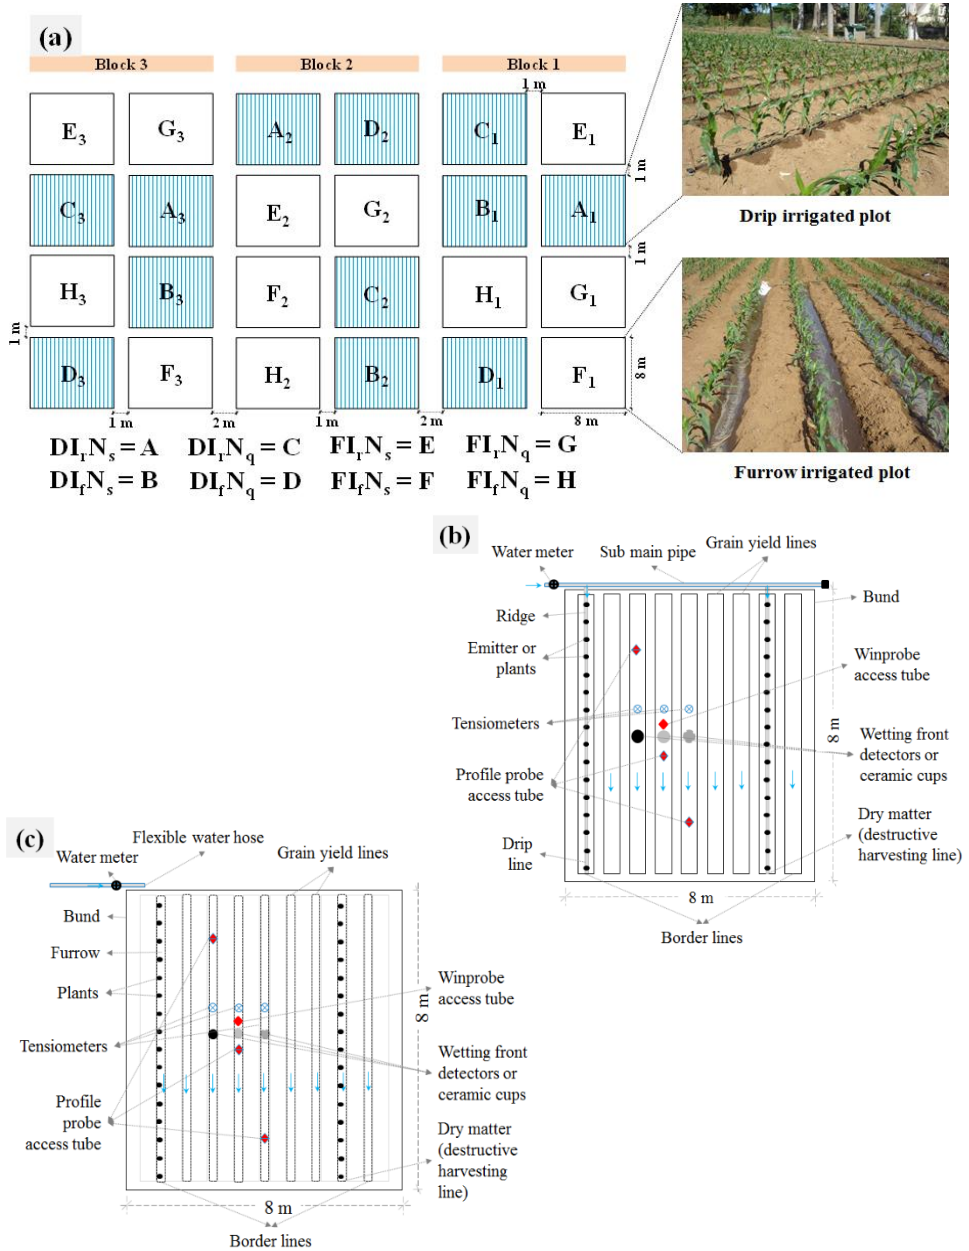 (a)
Block 3 Block 2 Block 1
1 m
E₃ G₃ A₂ D₂ C₁ E₁
1 m
C₃ A₃ E₂ G₂ B₁ A₁
Drip irrigated plot
1 m
H₃ B₃ F₂ C₂ H₁ G₁
1 m
D₃ F₃ H₂ B₂ D₁ F₁
8 m
1 m 2 m 1 m 2 m 8 m
DIᵣNₛ = A DIᵣN_q = C FIᵣNₛ = E FIᵣN_q = G
DI_fNₛ = B DI_fN_q = D FI_fNₛ = F FI_fN_q = H
Furrow irrigated plot
(b)
Water meter
Sub main pipe
Grain yield lines
Bund
Ridge
Emitter or
plants
Winprobe
access tube
Tensiometers
8 m
Wetting front
detectors or
ceramic cups
Profile probe
access tube
Dry matter
(destructive
harvesting line)
Drip
line
8 m
Border lines
(c)
Flexible water hose
Water meter
Grain yield lines
Bund
Furrow
Plants
Winprobe
access tube
8 m
Tensiometers
Wetting front
detectors or
ceramic cups
Profile
probe
access tube
Dry matter
(destructive
harvesting
line)
8 m
Border lines